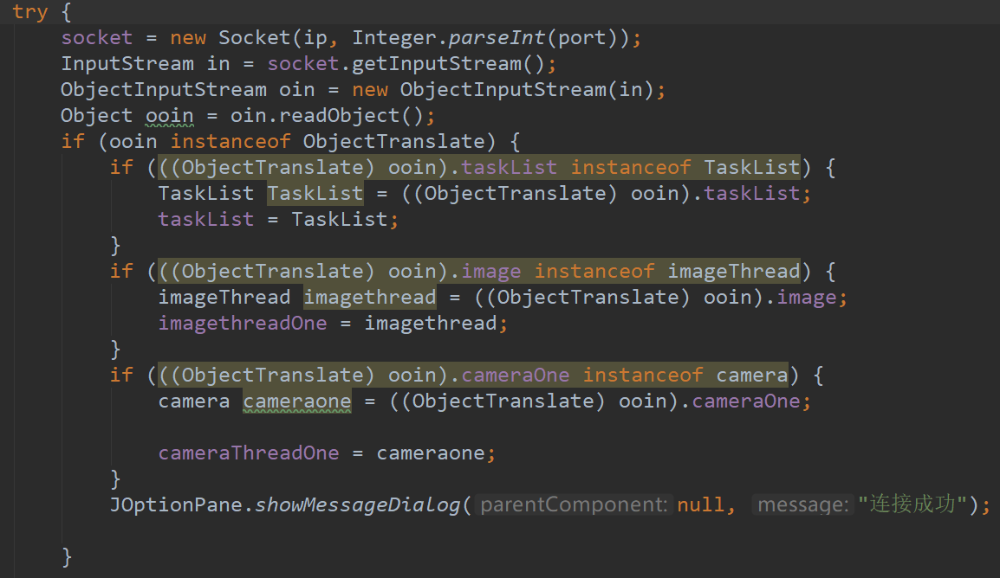 try {
socket = new Socket(ip, Integer.parseInt(port));
InputStream in = socket.getInputStream();
ObjectInputStream oin = new ObjectInputStream(in);
Object ooin = oin.readObject();
if (ooin instanceof ObjectTranslate) {
if (((ObjectTranslate) ooin).taskList instanceof TaskList) {
TaskList TaskList = ((ObjectTranslate) ooin).taskList;
taskList = TaskList;
}
if (((ObjectTranslate) ooin).image instanceof imageThread) {
imageThread imagethread = ((ObjectTranslate) ooin).image;
imagethreadOne = imagethread;
}
if (((ObjectTranslate) ooin).cameraOne instanceof camera) {
camera cameraone = ((ObjectTranslate) ooin).cameraOne;
cameraThreadOne = cameraone;
}
JOptionPane.showMessageDialog( parentComponent: null, message: "连接成功");
}